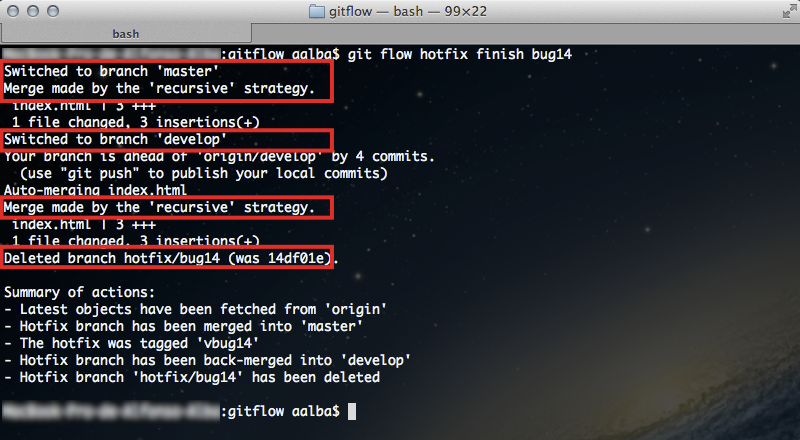 gitflow — bash — 99×22
bash
:gitflow aalba$ git flow hotfix finish bug14
Switched to branch 'master'
Merge made by the 'recursive' strategy.
index.html | 3 +++
1 file changed, 3 insertions(+)
Switched to branch 'develop'
Your branch is ahead of 'origin/develop' by 4 commits.
(use "git push" to publish your local commits)
Auto-merging index.html
Merge made by the 'recursive' strategy.
index.html | 3 +++
1 file changed, 3 insertions(+)
Deleted branch hotfix/bug14 (was 14df01e).
Summary of actions:
- Latest objects have been fetched from 'origin'
- Hotfix branch has been merged into 'master'
- The hotfix was tagged 'vbug14'
- Hotfix branch has been back-merged into 'develop'
- Hotfix branch 'hotfix/bug14' has been deleted
:gitflow aalba$